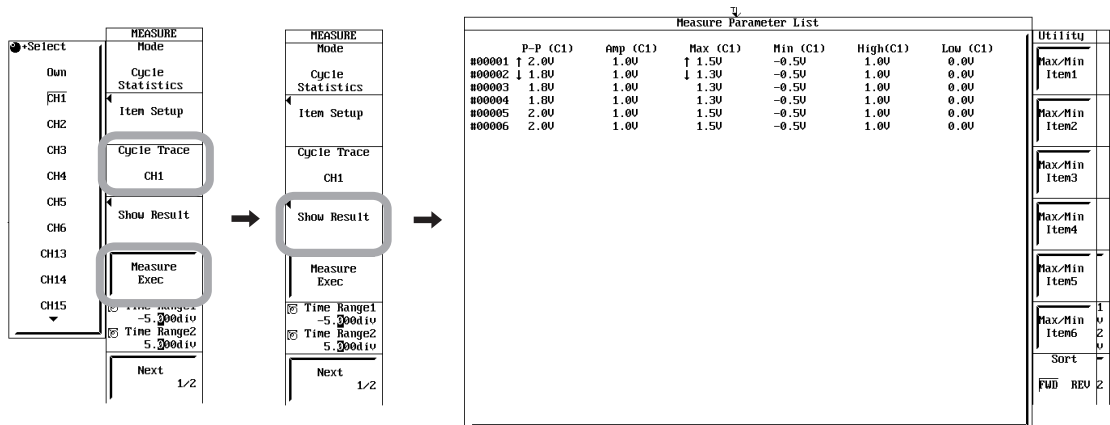 +Select
Own
CH1
CH2
CH3
CH4
CH5
CH6
CH13
CH14
CH15
MEASURE
Mode
Cycle
Statistics
Item Setup
Cycle Trace
CH1
Show Result
Measure
Exec
Time Range1
-5.000div
Time Range2
5.000div
Next
1/2
MEASURE
Mode
Cycle
Statistics
Item Setup
Cycle Trace
CH1
Show Result
Measure
Exec
Time Range1
-5.000div
Time Range2
5.000div
Next
1/2
Measure Parameter List
P-P (C1) Amp (C1) Max (C1) Min (C1) High(C1) Low (C1)
#00001 ↑ 2.0V 1.0V ↑ 1.5V -0.5V 1.0V 0.0V
#00002 ↓ 1.8V 1.0V ↓ 1.3V -0.5V 1.0V 0.0V
#00003 1.8V 1.0V 1.3V -0.5V 1.0V 0.0V
#00004 1.8V 1.0V 1.3V -0.5V 1.0V 0.0V
#00005 2.0V 1.0V 1.5V -0.5V 1.0V 0.0V
#00006 2.0V 1.0V 1.5V -0.5V 1.0V 0.0V
Utility
Max/Min
Item1
Max/Min
Item2
Max/Min
Item3
Max/Min
Item4
Max/Min
Item5
Max/Min
Item6
1
v
2
v
Sort
FWD REV
2